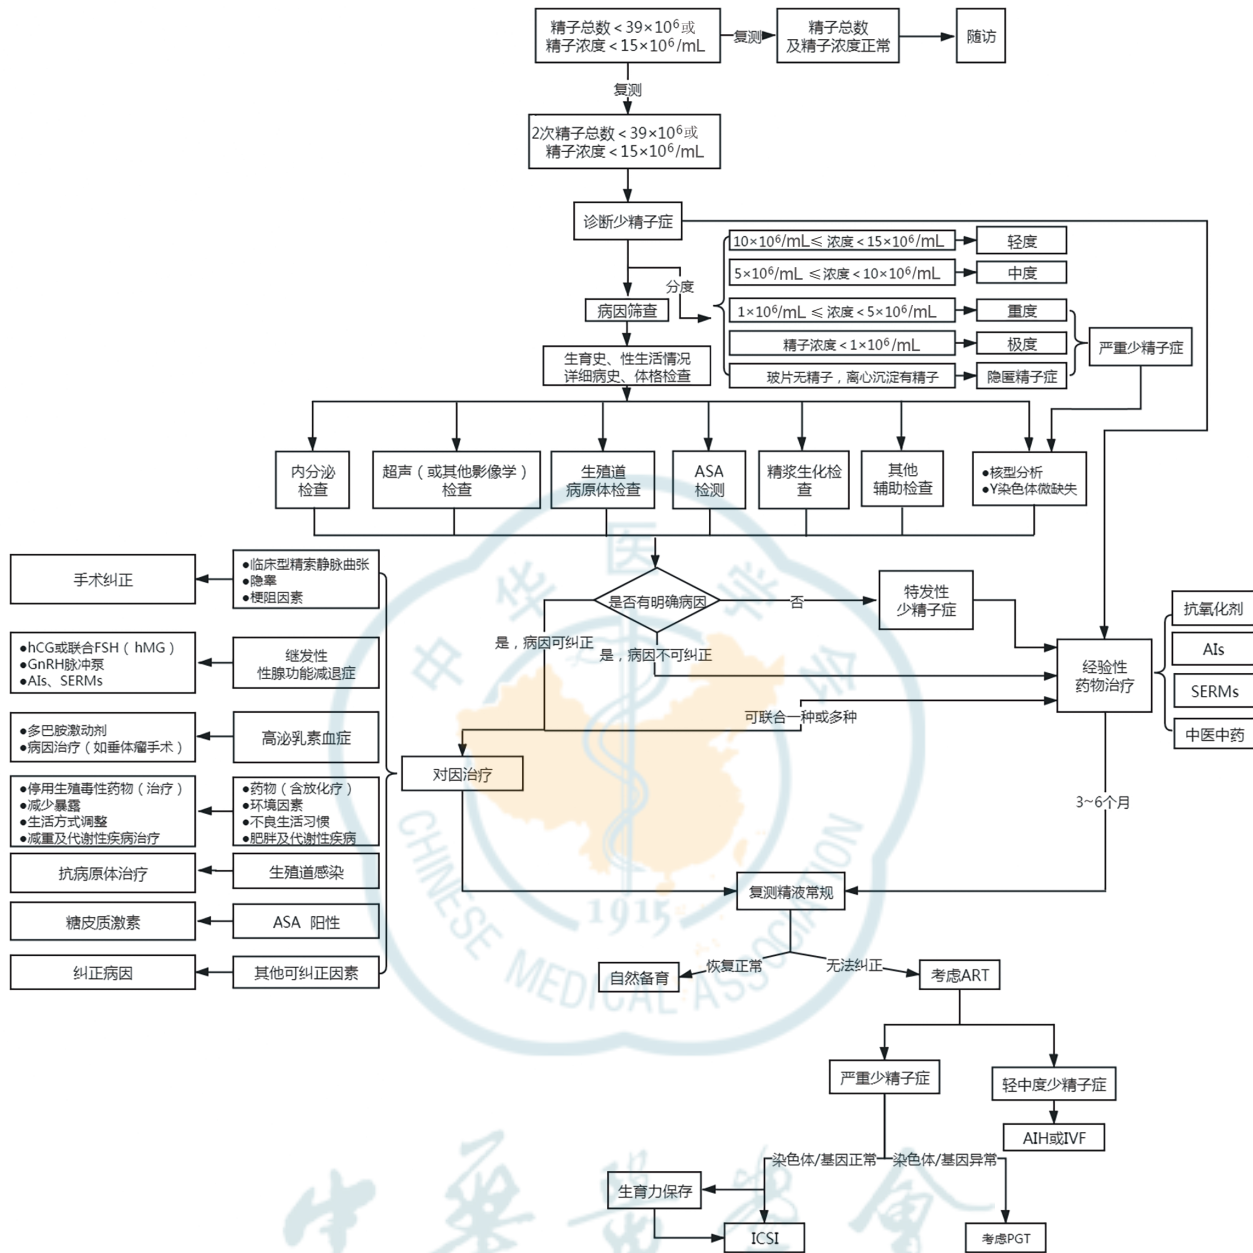 精子总数＜39×10⁶或
精子浓度＜15×10⁶/mL
复测
精子总数
及精子浓度正常
随访
复测
2次精子总数＜39×10⁶或
精子浓度＜15×10⁶/mL
诊断少精子症
分度
10×10⁶/mL≤ 浓度＜15×10⁶/mL
轻度
5×10⁶/mL ≤浓度＜10×10⁶/mL
中度
1×10⁶/mL ≤ 浓度＜5×10⁶/mL
重度
精子浓度＜1×10⁶/mL
极度
玻片无精子，离心沉淀有精子
隐匿精子症
严重少精子症
病因筛查
生育史、性生活情况
详细病史、体格检查
内分泌
检查
超声（或其他影像学）
检查
生殖道
病原体检查
ASA
检测
精浆生化检
查
其他
辅助检查
●核型分析
●Y染色体微缺失
是否有明确病因
否
特发性
少精子症
是，病因可纠正
是，病因不可纠正
经验性
药物治疗
抗氧化剂
AIs
SERMs
中医中药
可联合一种或多种
3~6个月
对因治疗
手术纠正
●临床型精索静脉曲张
●隐睾
●梗阻因素
●hCG或联合FSH（ hMG）
●GnRH脉冲泵
●AIs、SERMs
继发性
性腺功能减退症
●多巴胺激动剂
●病因治疗（如垂体瘤手术）
高泌乳素血症
●停用生殖毒性药物（治疗）
●减少暴露
●生活方式调整
●减重及代谢性疾病治疗
●药物（含放化疗）
●环境因素
●不良生活习惯
●肥胖及代谢性疾病
抗病原体治疗
生殖道感染
糖皮质激素
ASA 阳性
纠正病因
其他可纠正因素
复测精液常规
恢复正常
自然备育
无法纠正
考虑ART
严重少精子症
轻中度少精子症
AIH或IVF
染色体/基因正常
染色体/基因异常
生育力保存
ICSI
考虑PGT
中华医学会
CHINESE MEDICAL ASSOCIATION
1915
中华医学会